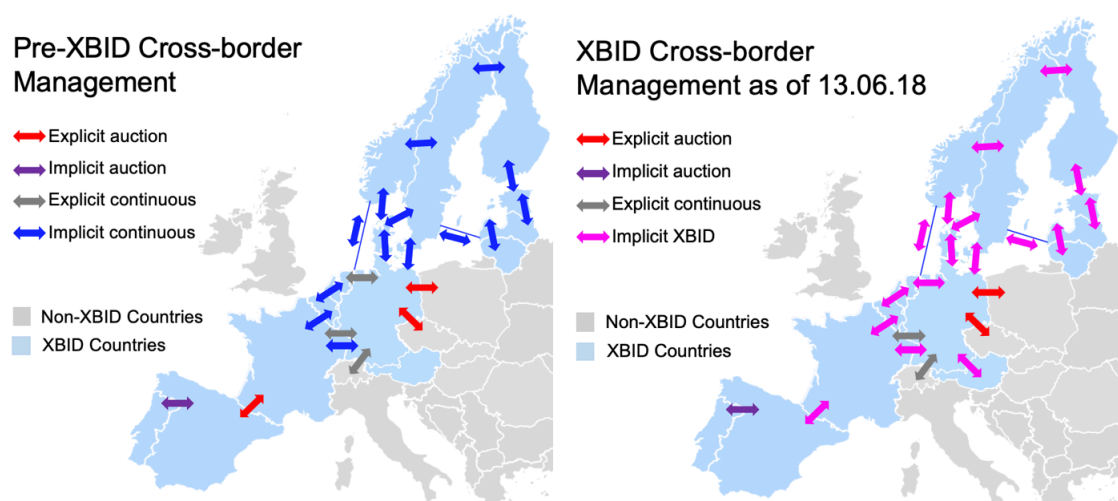 Pre-XBID Cross-border
Management
Explicit auction
Implicit auction
Explicit continuous
Implicit continuous
Non-XBID Countries
XBID Countries
XBID Cross-border
Management as of 13.06.18
Explicit auction
Implicit auction
Explicit continuous
Implicit XBID
Non-XBID Countries
XBID Countries